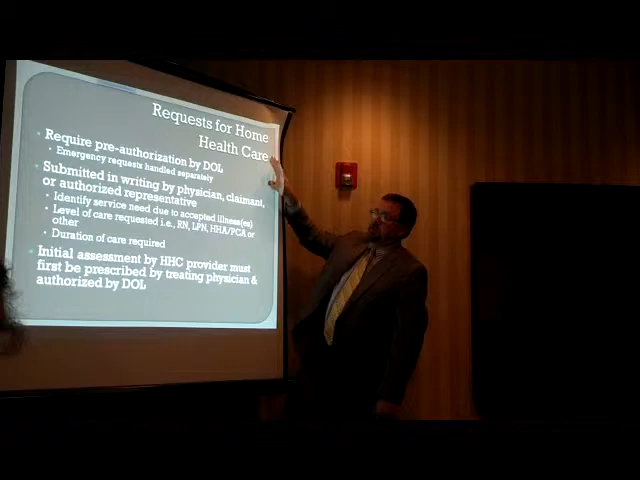 Requests for Home
Health Care
Require pre-authorization by DOL
Emergency requests handled separately
Submitted in writing by physician, claimant,
or authorized representative
Identify service need due to accepted illness(es)
Level of care requested i.e., RN, LPN, HHA/PCA or
other
Duration of care required
Initial assessment by HHC provider must
first be prescribed by treating physician &
authorized by DOL